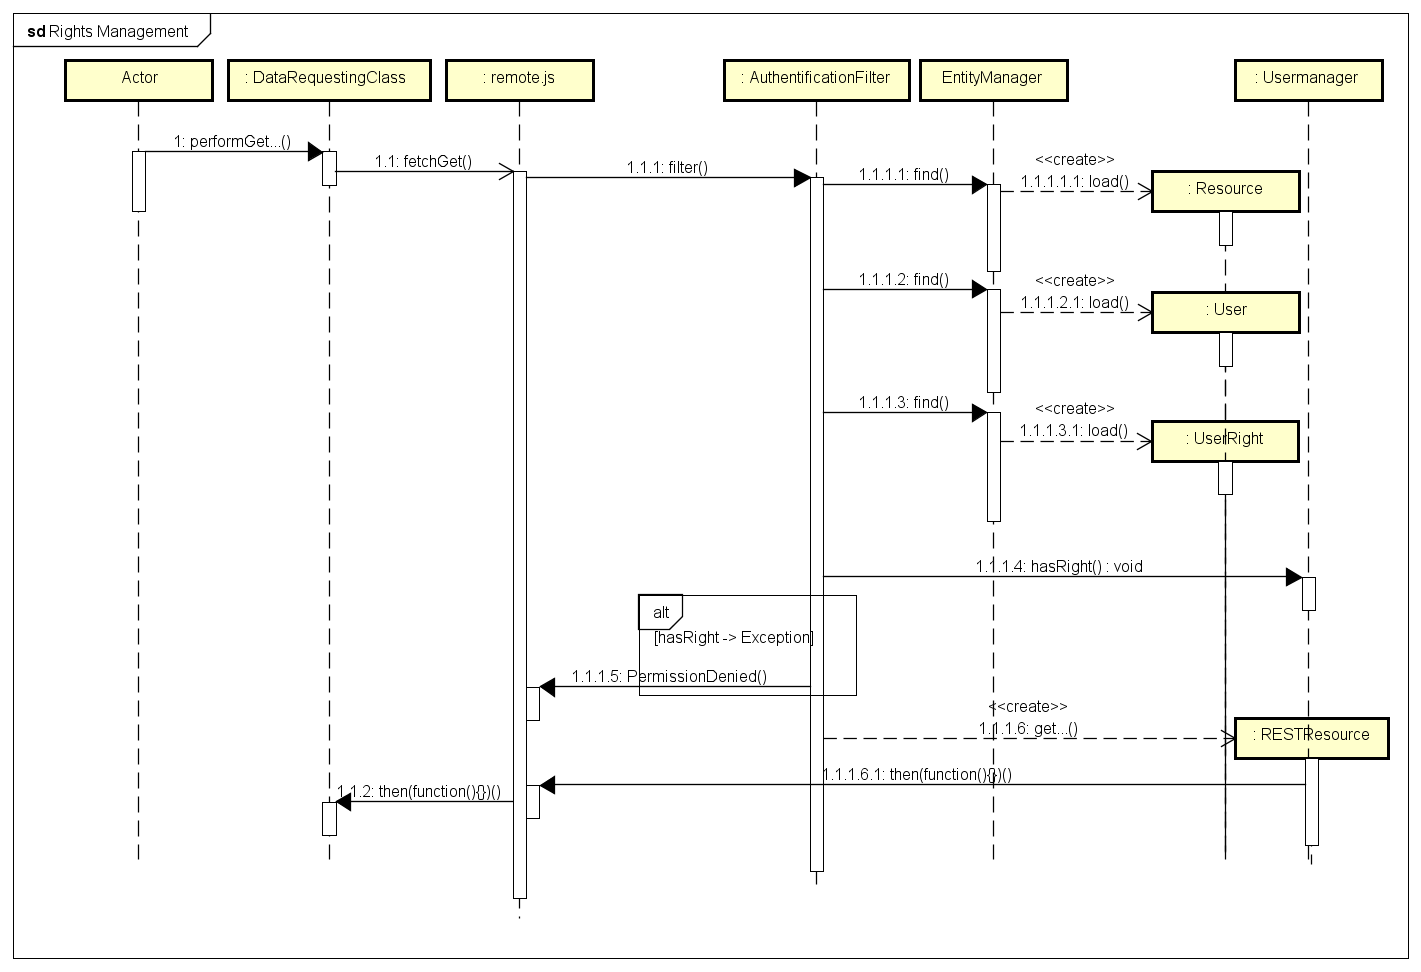 sd Rights Management
Actor
: DataRequestingClass
: remote.js
: AuthentificationFilter
EntityManager
: Usermanager
1: performGet...()
1.1: fetchGet()
1.1.1: filter()
1.1.1.1: find()
<<create>>
1.1.1.1.1: load()
: Resource
1.1.1.2: find()
<<create>>
1.1.1.2.1: load()
: User
1.1.1.3: find()
<<create>>
1.1.1.3.1: load()
: UserRight
1.1.1.4: hasRight() : void
alt
[hasRight -> Exception]
1.1.1.5: PermissionDenied()
<<create>>
1.1.1.6: get...()
: RESTResource
1.1.1.6.1: then(function(){})()
1.1.2: then(function(){})()